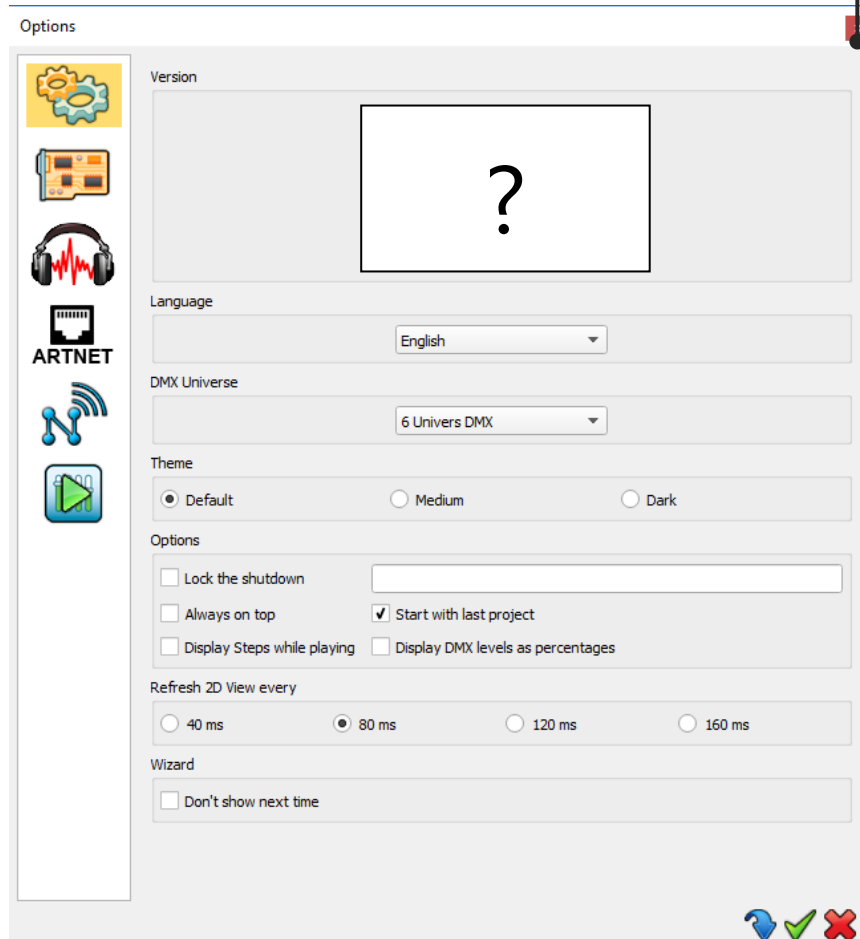 Options
Version
?
Language
English
ARTNET
DMX Universe
6 Univers DMX
Theme
Default Medium Dark
Options
Lock the shutdown
Always on top Start with last project
Display Steps while playing Display DMX levels as percentages
Refresh 2D View every
40 ms 80 ms 120 ms 160 ms
Wizard
Don't show next time